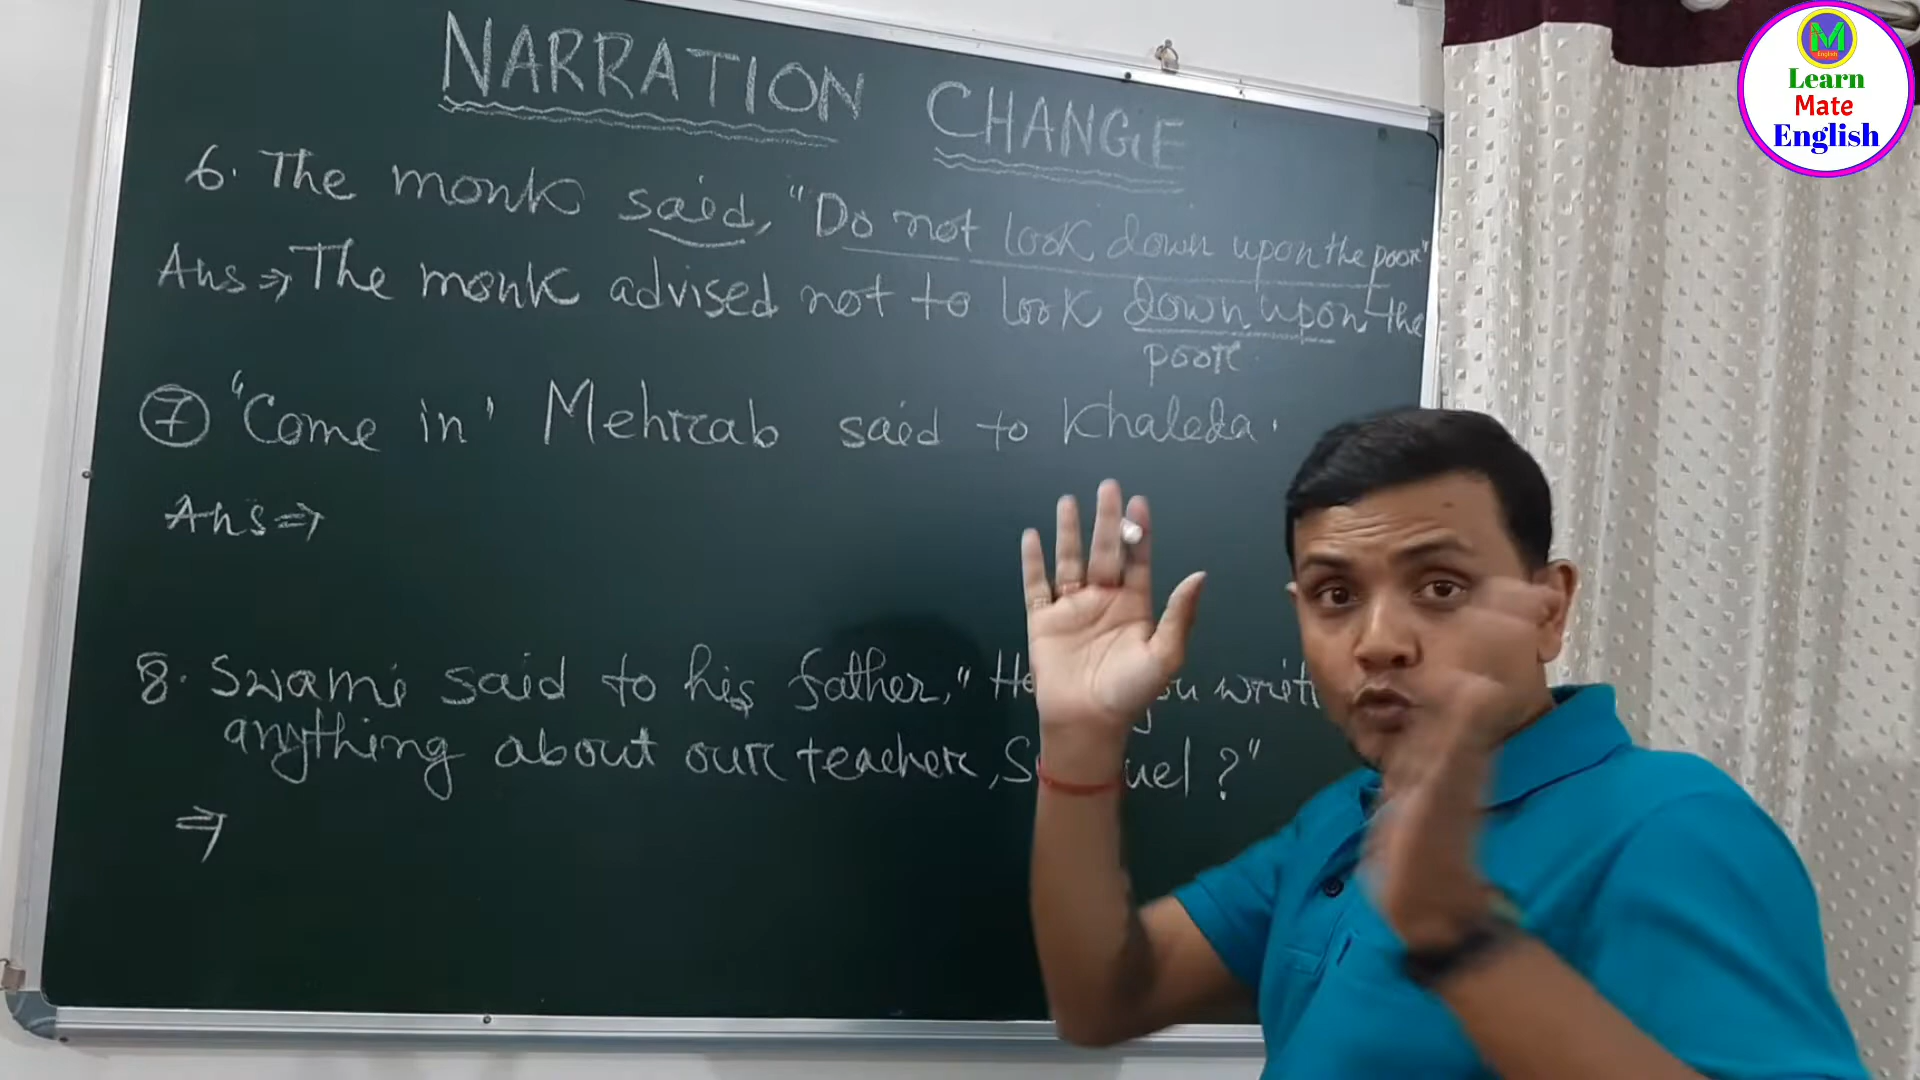 NARRATION CHANGE
6. The monk said, "Do not look down upon the poor"
Ans ⇒ The monk advised not to look down upon the
poor
7 "Come in" Mehrab said to Khaleda.
Ans ⇒
8. Swami said to his father, "
anything about our teacher,
⇒
M
English
Learn
Mate
English